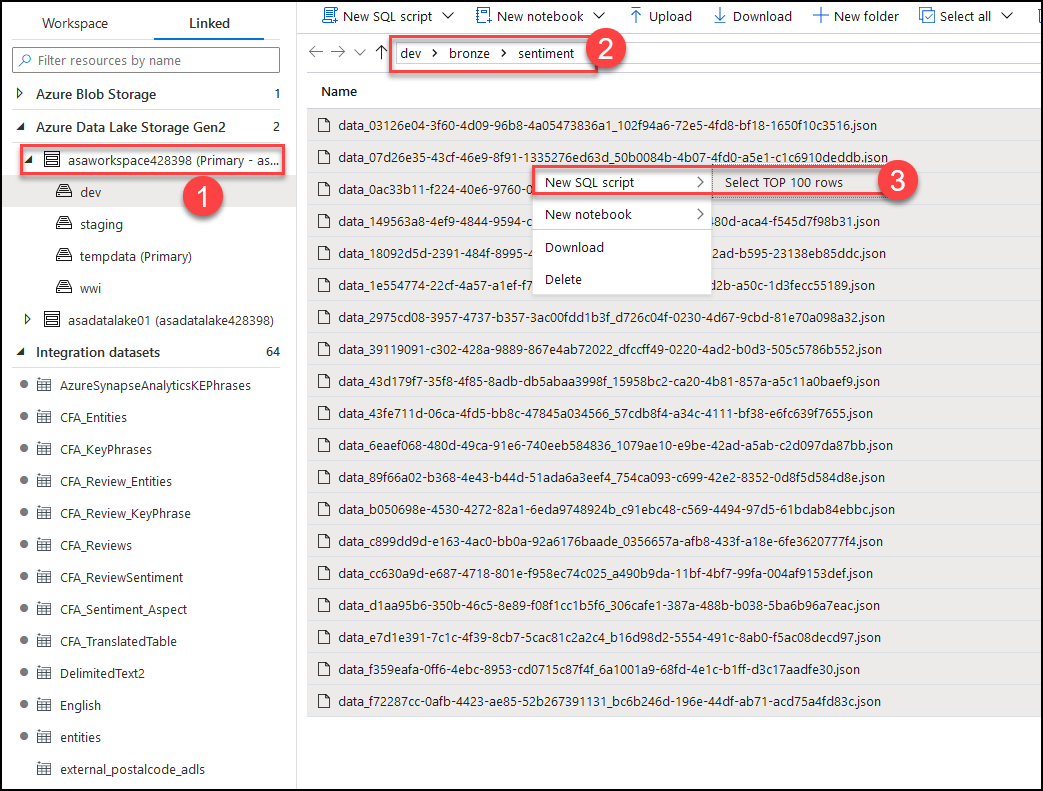 Workspace Linked
Filter resources by name
Azure Blob Storage 1
Azure Data Lake Storage Gen2 2
asaworkspace428398 (Primary - as...
1
dev
staging
tempdata (Primary)
wwi
asadatalake01 (asadatalake428398)
Integration datasets 64
AzureSynapseAnalyticsKEPhrases
CFA_Entities
CFA_KeyPhrases
CFA_Review_Entities
CFA_Review_KeyPhrase
CFA_Reviews
CFA_ReviewSentiment
CFA_Sentiment_Aspect
CFA_TranslatedTable
DelimitedText2
English
entities
external_postalcode_adls
New SQL script New notebook Upload Download New folder Select all
dev > bronze > sentiment
2
Name
data_03126e04-3f60-4d09-96b8-4a05473836a1_102f94a6-72e5-4fd8-bf18-1650f10c3516.json
data_07d26e35-43cf-46e9-8f91-1335276ed63d_50b0084b-4b07-4fd0-a5e1-c1c6910deddb.json
data_0ac33b11-f224-40e6-9760-0
data_149563a8-4ef9-4844-9594-c 480d-aca4-f545d7f98b31.json
data_18092d5d-2391-484f-8995-4 2ad-b595-23138eb85ddc.json
data_1e554774-22cf-4a57-a1ef-f7 d2b-a50c-1d3fecc55189.json
data_2975cd08-3957-4737-b357-3ac00fdd1b3f_d726c04f-0230-4d67-9cbd-81e70a098a32.json
data_39119091-c302-428a-9889-867e4ab72022_dfccff49-0220-4ad2-b0d3-505c5786b552.json
data_43d179f7-35f8-4f85-8adb-db5abaa3998f_15958bc2-ca20-4b81-857a-a5c11a0baef9.json
data_43fe711d-06ca-4fd5-bb8c-47845a034566_57cdb8f4-a34c-4111-bf38-e6fc639f7655.json
data_6eaef068-480d-49ca-91e6-740eeb584836_1079ae10-e9be-42ad-a5ab-c2d097da87bb.json
data_89f66a02-b368-4e43-b44d-51ada6a3eef4_754ca093-c699-42e2-8352-0d8f5d584d8e.json
data_b050698e-4530-4272-82a1-6eda9748924b_c91ebc48-c569-4494-97d5-61bdab84ebbc.json
data_c899dd9d-e163-4ac0-bb0a-92a6176baade_0356657a-afb8-433f-a18e-6fe3620777f4.json
data_cc630a9d-e687-4718-801e-f958ec74c025_a490b9da-11bf-4bf7-99fa-004af9153def.json
data_d1aa95b6-350b-46c5-8e89-f08f1cc1b5f6_306cafe1-387a-488b-b038-5ba6b96a7eac.json
data_e7d1e391-7c1c-4f39-8cb7-5cac81c2a2c4_b16d98d2-5554-491c-8ab0-f5ac08decd97.json
data_f359eafa-0ff6-4ebc-8953-cd0715c87f4f_6a1001a9-68fd-4e1c-b1ff-d3c17aadfe30.json
data_f72287cc-0afb-4423-ae85-52b267391131_bc6b246d-196e-44df-ab71-acd75a4fd83c.json
New SQL script > Select TOP 100 rows
3
New notebook >
Download
Delete